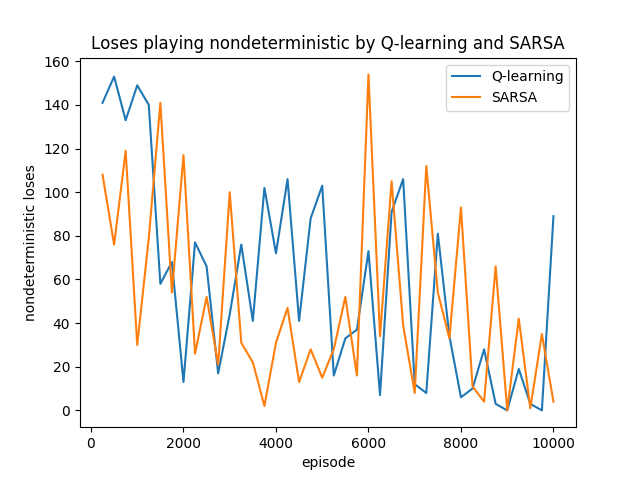 Loses playing nondeterministic by Q-learning and SARSA
160
140
120
100
80
60
40
20
0
nondeterministic loses
Q-learning
SARSA
0 2000 4000 6000 8000 10000
episode